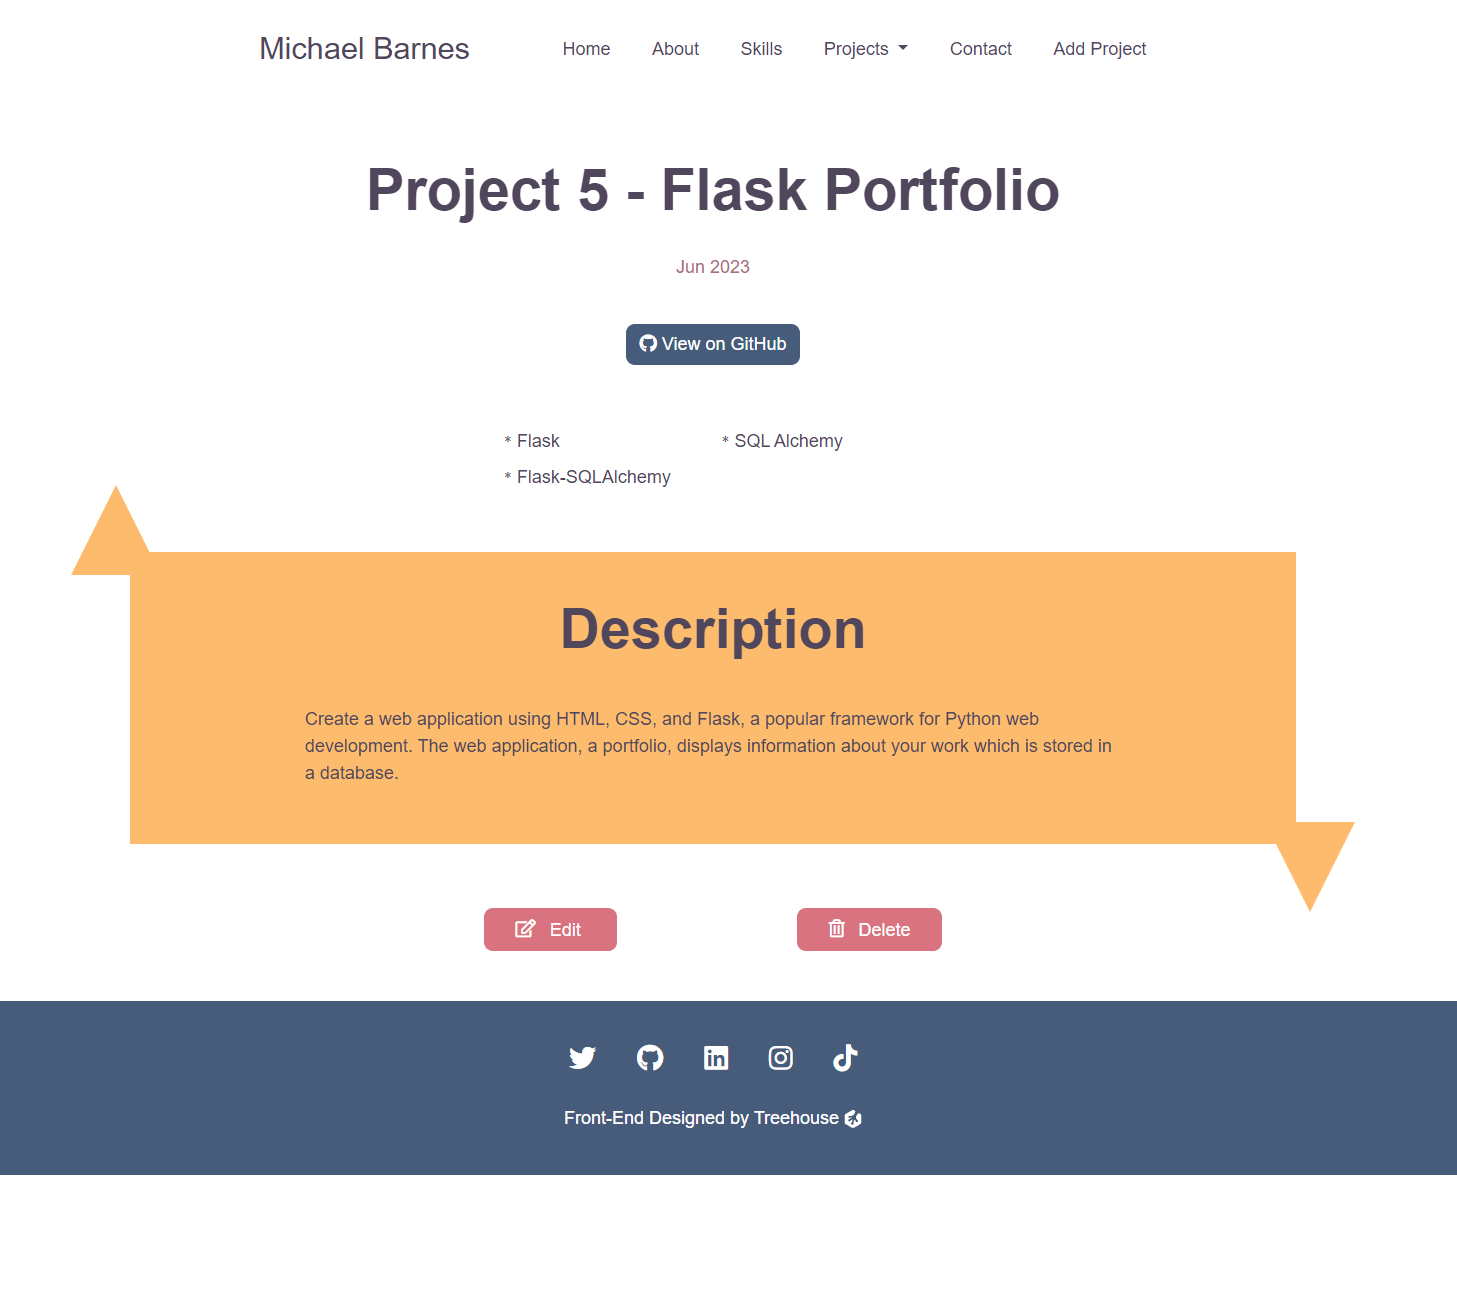 Michael Barnes
Home About Skills Projects Contact Add Project
Project 5 - Flask Portfolio
Jun 2023
View on GitHub
* Flask * SQL Alchemy
* Flask-SQLAlchemy
Description
Create a web application using HTML, CSS, and Flask, a popular framework for Python web
development. The web application, a portfolio, displays information about your work which is stored in
a database.
Edit Delete
Front-End Designed by Treehouse